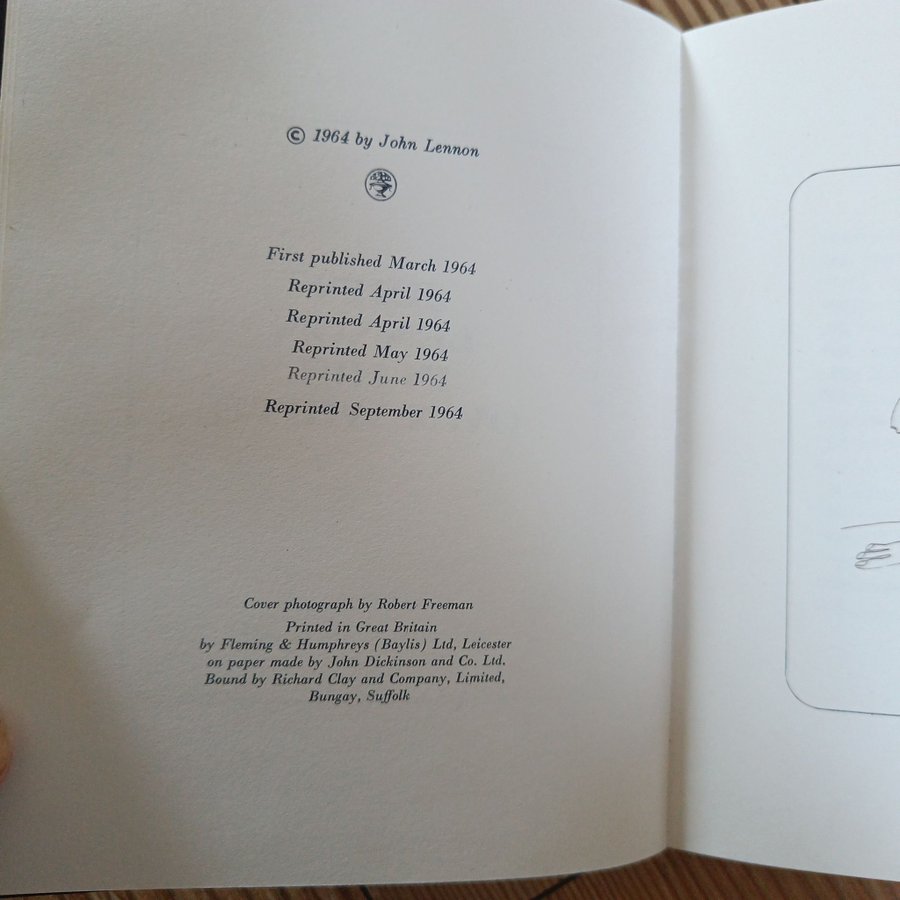 © 1964 by John Lennon
First published March 1964
Reprinted April 1964
Reprinted April 1964
Reprinted May 1964
Reprinted June 1964
Reprinted September 1964
Cover photograph by Robert Freeman
Printed in Great Britain
by Fleming & Humphreys (Baylis) Ltd, Leicester
on paper made by John Dickinson and Co. Ltd.
Bound by Richard Clay and Company, Limited,
Bungay, Suffolk